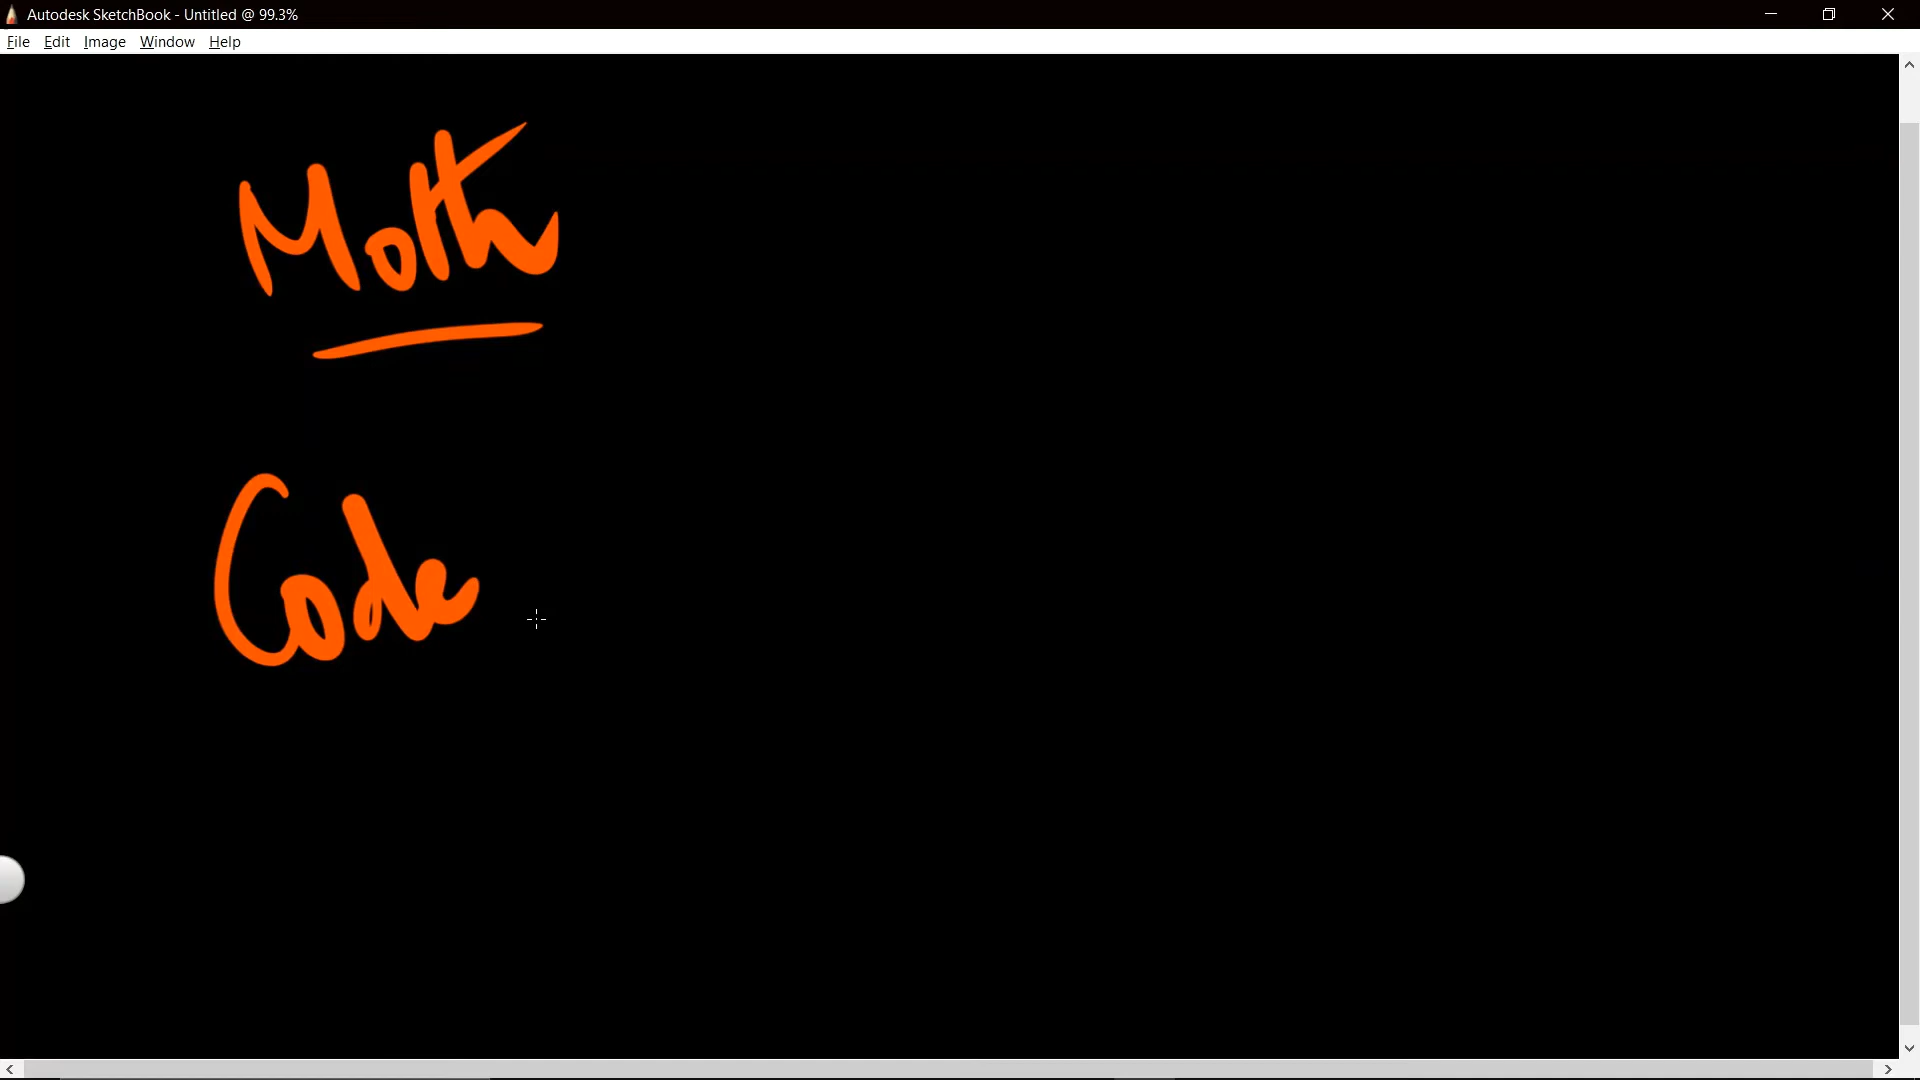 Autodesk SketchBook - Untitled @ 99.3%
File Edit Image Window Help
Math
Code